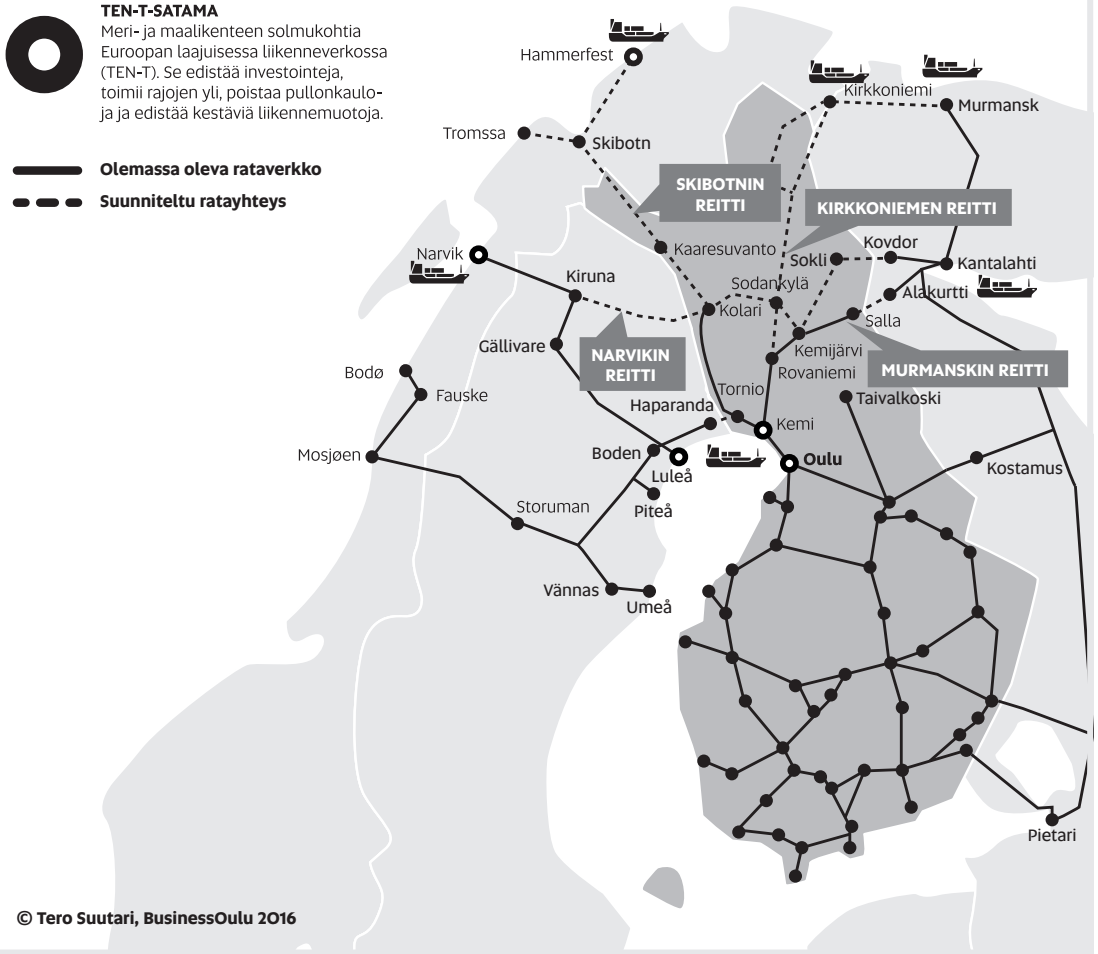 TEN-T-SATAMA
Meri- ja maalikenteen solmukohtia
Euroopan laajuisessa liikenneverkossa
(TEN-T). Se edistää investointeja,
toimii rajojen yli, poistaa pullonkaulo-
ja ja edistää kestäviä liikennemuotoja.
Olemassa oleva rataverkko
Suunniteltu ratayhteys
Hammerfest
Kirkkoniemi
Murmansk
Tromssa
Skibotn
SKIBOTNIN
REITTI
KIRKKONIEMEN REITTI
Narvik
Kaaresuvanto
Kovdor
Sokli
Kantalahti
Kiruna
Sodankylä
Alakurtti
Kolari
Salla
Gällivare
NARVIKIN
REITTI
Kemijärvi
Rovaniemi
MURMANSKIN REITTI
Bodø
Fauske
Tornio
Taivalkoski
Haparanda
Kemi
Mosjøen
Boden
Oulu
Luleå
Kostamus
Storuman
Piteå
Vännas
Umeå
Pietari
© Tero Suutari, BusinessOulu 2016